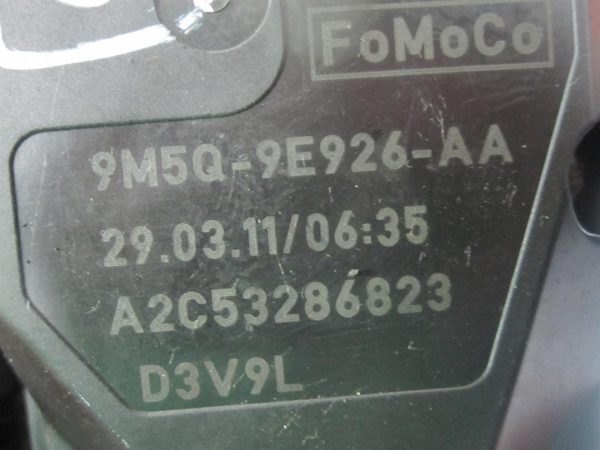 FoMoCo
9M5Q-9E926-AA
29.03.11/06:35
A2C53286823
D3V9L